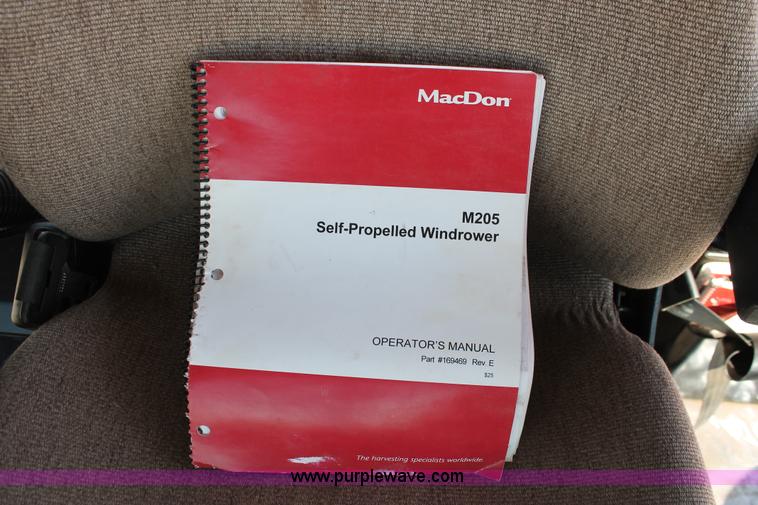 MacDon
M205
Self-Propelled Windrower
OPERATOR'S MANUAL
Part #169469 Rev. E
$25
The harvesting specialists worldwide.
www.purplewave.com